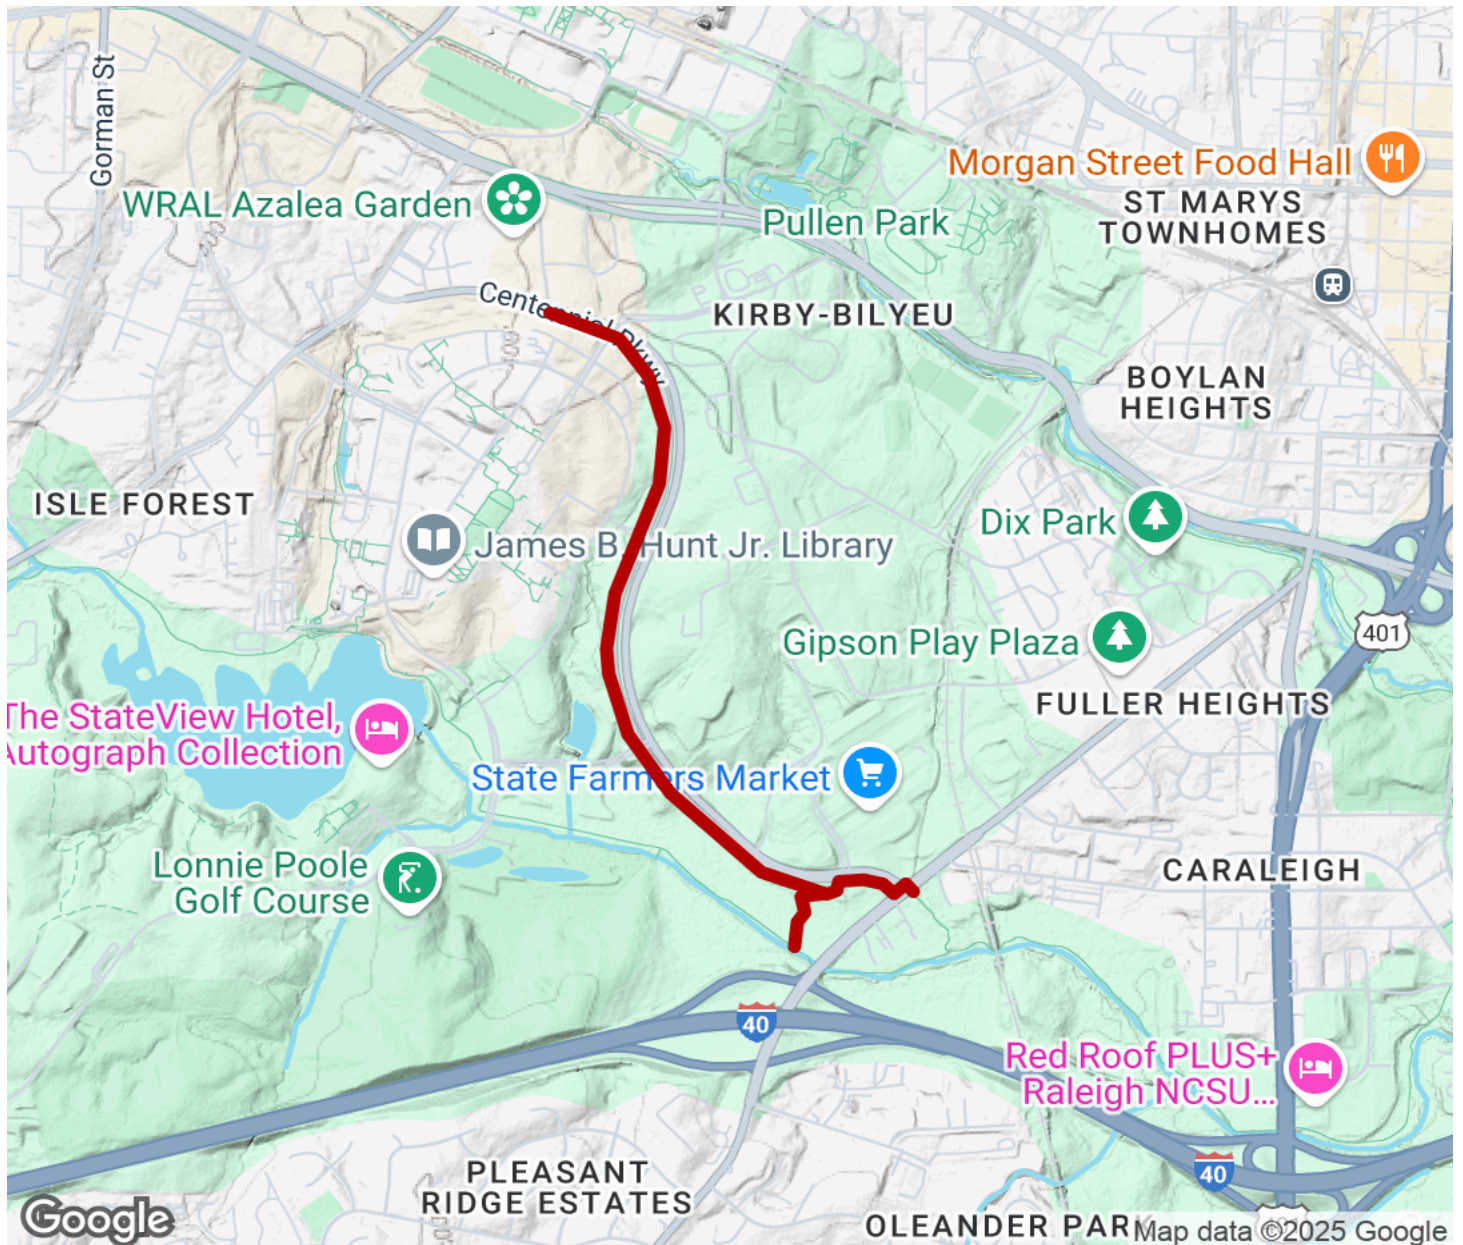 Gorman St
Morgan Street Food Hall
WRAL Azalea Garden
ST MARYS
TOWNHOMES
Pullen Park
Centennial Pkwy
KIRBY-BILYEU
BOYLAN
HEIGHTS
ISLE FOREST
Dix Park
James B. Hunt Jr. Library
Gipson Play Plaza
401
FULLER HEIGHTS
The StateView Hotel,
Autograph Collection
State Farmers Market
Lonnie Poole
Golf Course
CARALEIGH
40
Red Roof PLUS+
Raleigh NCSU...
40
PLEASANT
RIDGE ESTATES
OLEANDER PARK
Google
Map data ©2025 Google